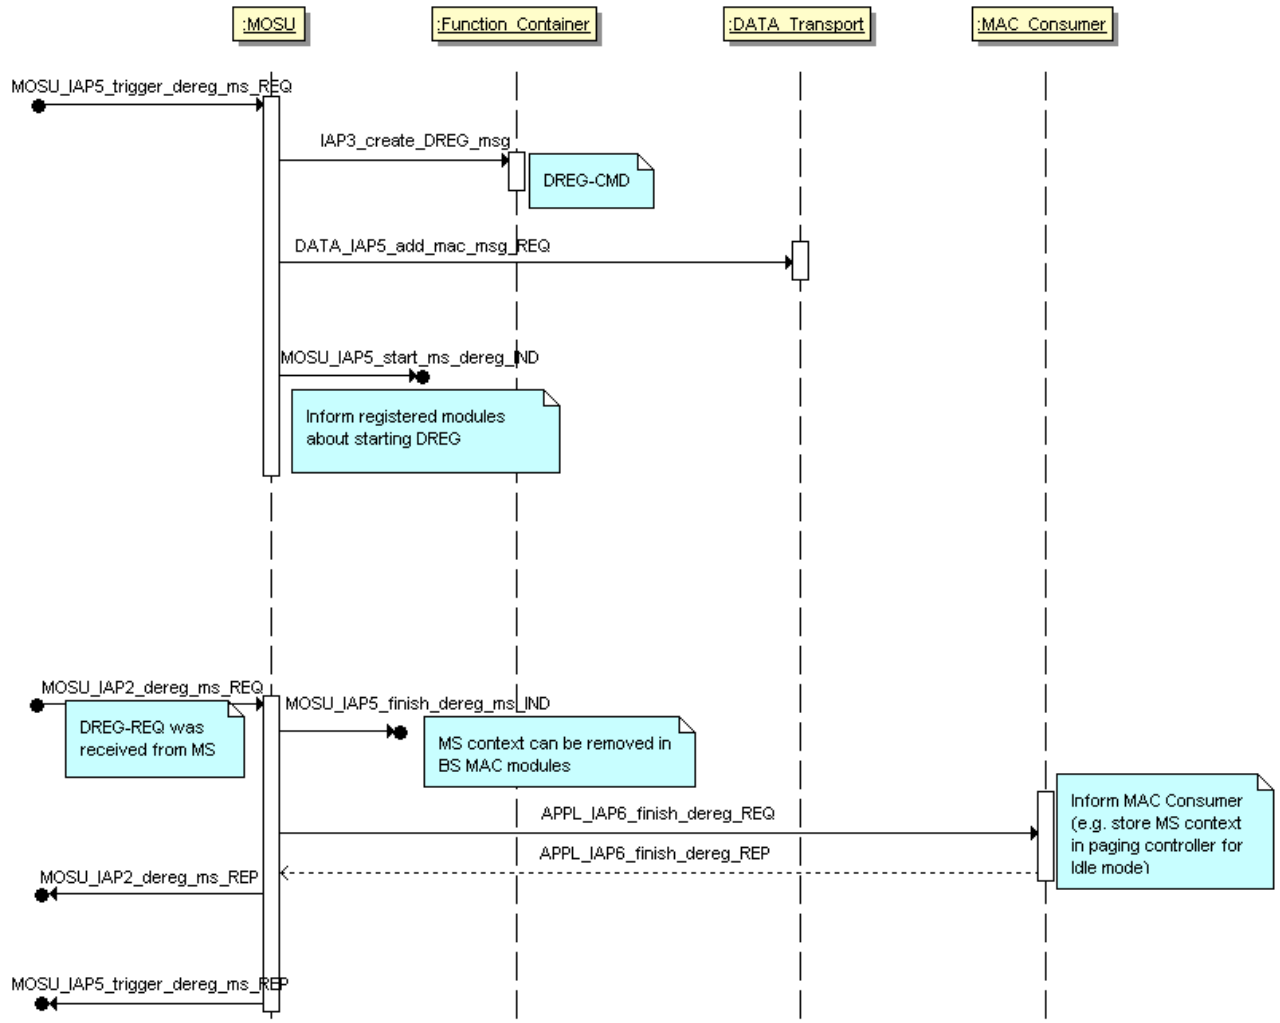 :MOSU
:Function_Container
:DATA_Transport
:MAC_Consumer
MOSU_IAP5_trigger_dereg_ms_REQ
IAP3_create_DREG_msg
DREG-CMD
DATA_IAP5_add_mac_msg_REQ
MOSU_IAP5_start_ms_dereg_IND
Inform registered modules
about starting DREG
MOSU_IAP2_dereg_ms_REQ
MOSU_IAP5_finish_dereg_ms_IND
DREG-REQ was
received from MS
MS context can be removed in
BS MAC modules
Inform MAC Consumer
(e.g. store MS context
in paging controller for
Idle mode)
APPL_IAP6_finish_dereg_REQ
APPL_IAP6_finish_dereg_REP
MOSU_IAP2_dereg_ms_REP
MOSU_IAP5_trigger_dereg_ms_REP